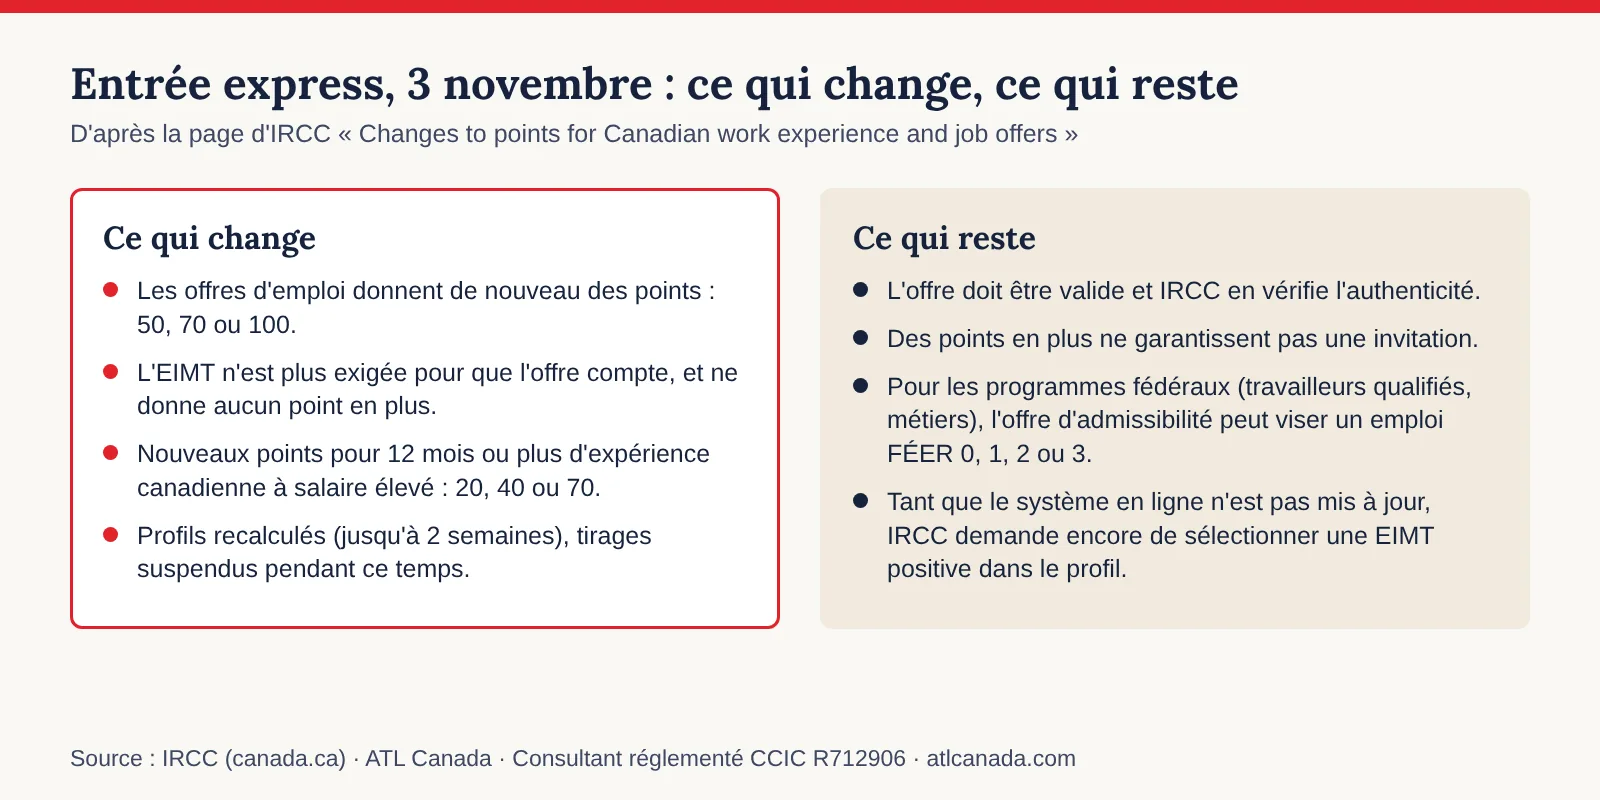 Entrée express, 3 novembre : ce qui change, ce qui reste
D'après la page d'IRCC « Changes to points for Canadian work experience and job offers »
Ce qui change
Les offres d'emploi donnent de nouveau des points :
50, 70 ou 100.
L'EIMT n'est plus exigée pour que l'offre compte, et ne
donne aucun point en plus.
Nouveaux points pour 12 mois ou plus d'expérience
canadienne à salaire élevé : 20, 40 ou 70.
Profils recalculés (jusqu'à 2 semaines), tirages
suspendus pendant ce temps.
Ce qui reste
L'offre doit être valide et IRCC en vérifie l'authenticité.
Des points en plus ne garantissent pas une invitation.
Pour les programmes fédéraux (travailleurs qualifiés,
métiers), l'offre d'admissibilité peut viser un emploi
FÉER 0, 1, 2 ou 3.
Tant que le système en ligne n'est pas mis à jour,
IRCC demande encore de sélectionner une EIMT
positive dans le profil.
Source : IRCC (canada.ca) · ATL Canada · Consultant réglementé CCIC R712906 · atlcanada.com